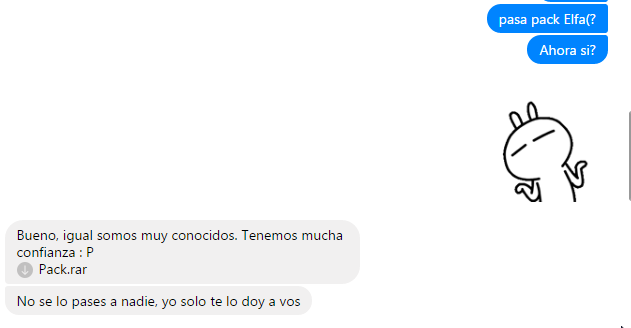 pasa pack Elfa(?
Ahora si?
Bueno, igual somos muy conocidos. Tenemos mucha
confianza : P
Pack.rar
No se lo pases a nadie, yo solo te lo doy a vos